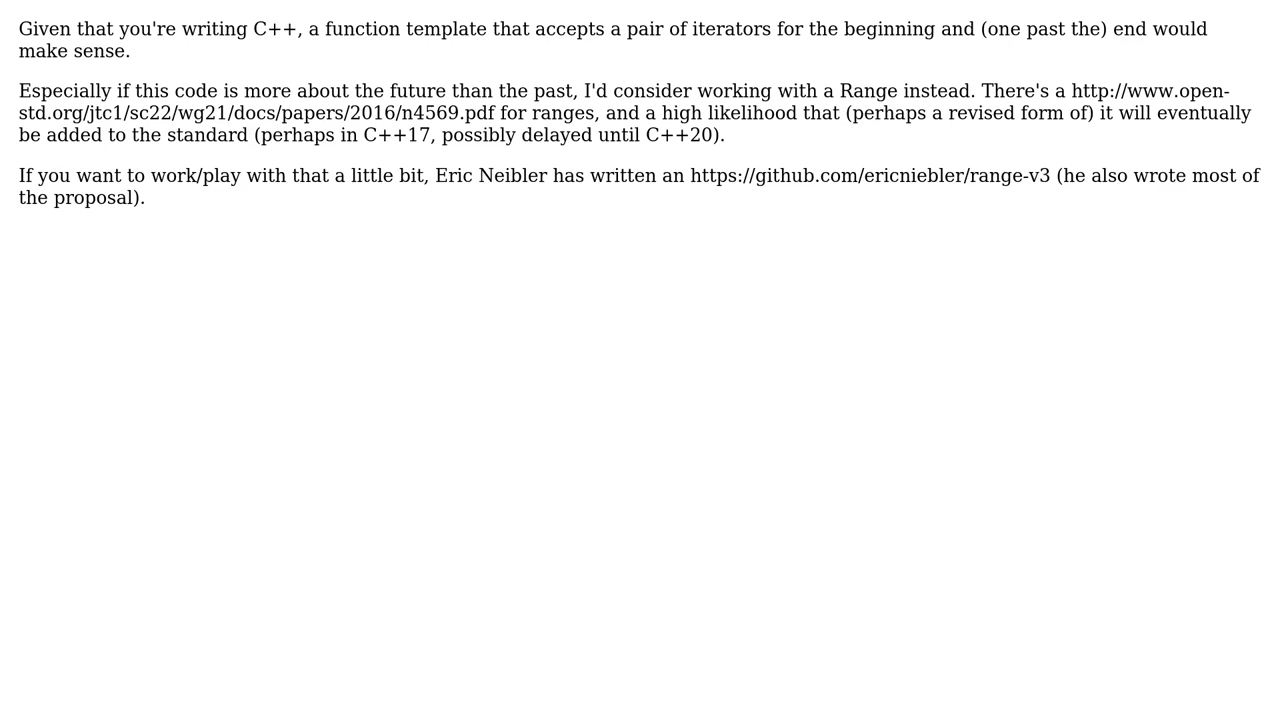 Given that you're writing C++, a function template that accepts a pair of iterators for the beginning and (one past the) end would
make sense.
Especially if this code is more about the future than the past, I'd consider working with a Range instead. There's a http://www.open-
std.org/jtc1/sc22/wg21/docs/papers/2016/n4569.pdf for ranges, and a high likelihood that (perhaps a revised form of) it will eventually
be added to the standard (perhaps in C++17, possibly delayed until C++20).
If you want to work/play with that a little bit, Eric Neibler has written an https://github.com/ericniebler/range-v3 (he also wrote most of
the proposal).